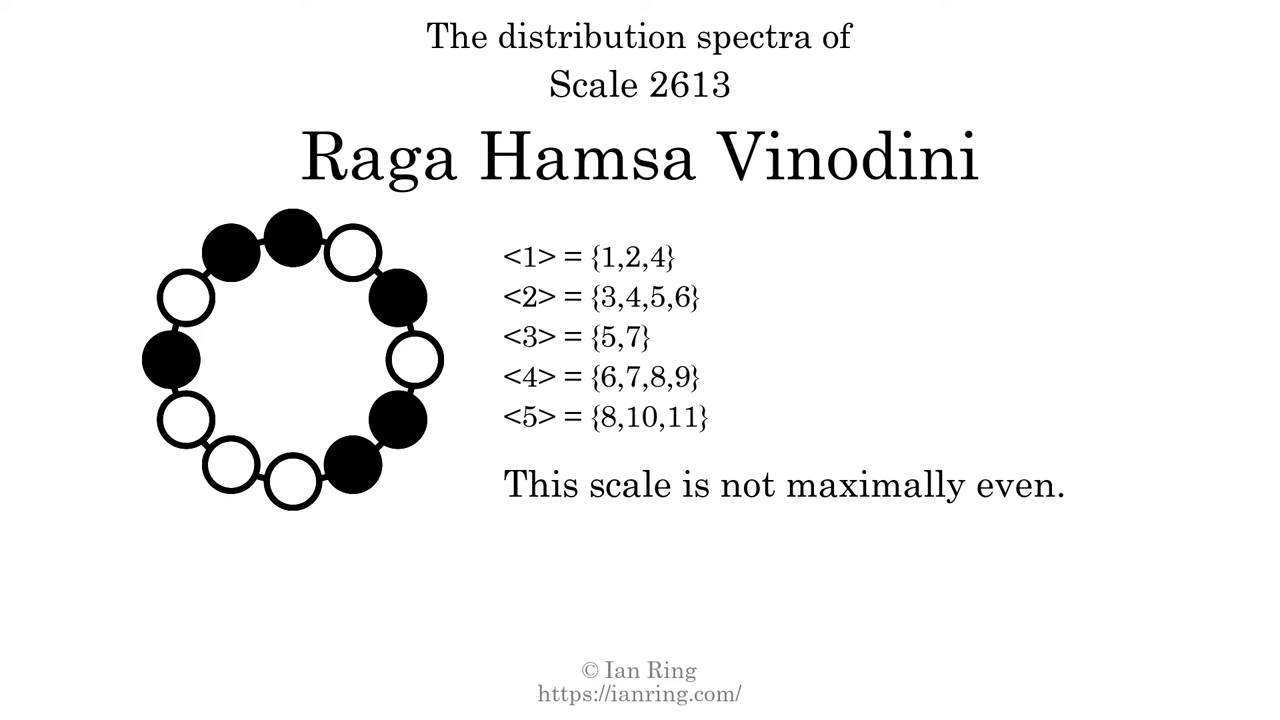 The distribution spectra of
Scale 2613
Raga Hamsa Vinodini
<1> = {1,2,4}
<2> = {3,4,5,6}
<3> = {5,7}
<4> = {6,7,8,9}
<5> = {8,10,11}
This scale is not maximally even.
© Ian Ring
https://ianring.com/